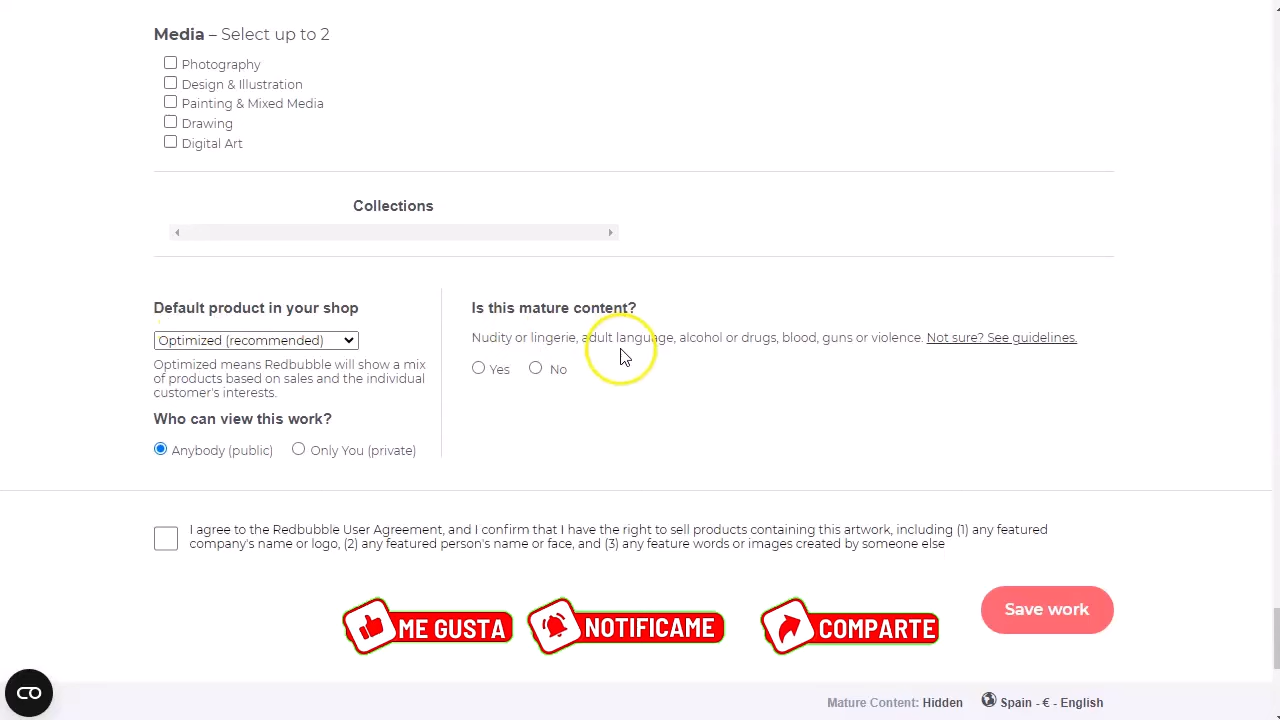 Media – Select up to 2
Photography
Design & Illustration
Painting & Mixed Media
Drawing
Digital Art
Collections
Default product in your shop
Optimized (recommended)
Optimized means Redbubble will show a mix
of products based on sales and the individual
customer's interests.
Who can view this work?
Anybody (public) Only You (private)
Is this mature content?
Nudity or lingerie, adult language, alcohol or drugs, blood, guns or violence. Not sure? See guidelines.
Yes No
I agree to the Redbubble User Agreement, and I confirm that I have the right to sell products containing this artwork, including (1) any featured
company's name or logo, (2) any featured person's name or face, and (3) any feature words or images created by someone else
Save work
ME GUSTA NOTIFICAME COMPARTE
Mature Content: Hidden Spain - € - English